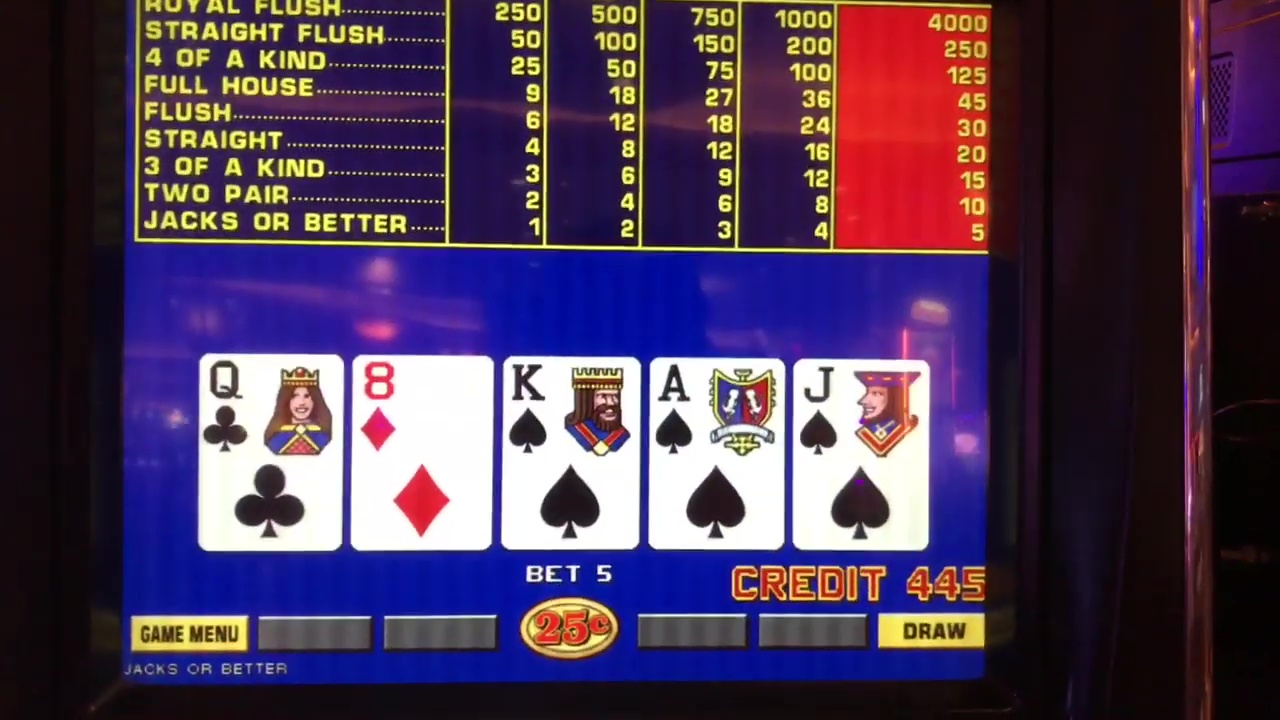 ROYAL FLUSH 250 500 750 1000 4000
STRAIGHT FLUSH 50 100 150 200 250
4 OF A KIND 25 50 75 100 125
FULL HOUSE 9 18 27 36 45
FLUSH 6 12 18 24 30
STRAIGHT 4 8 12 16 20
3 OF A KIND 3 6 9 12 15
TWO PAIR 2 4 6 8 10
JACKS OR BETTER 1 2 3 4 5
Q 8 K A J
BET 5
CREDIT 445
GAME MENU 25¢ DRAW
JACKS OR BETTER